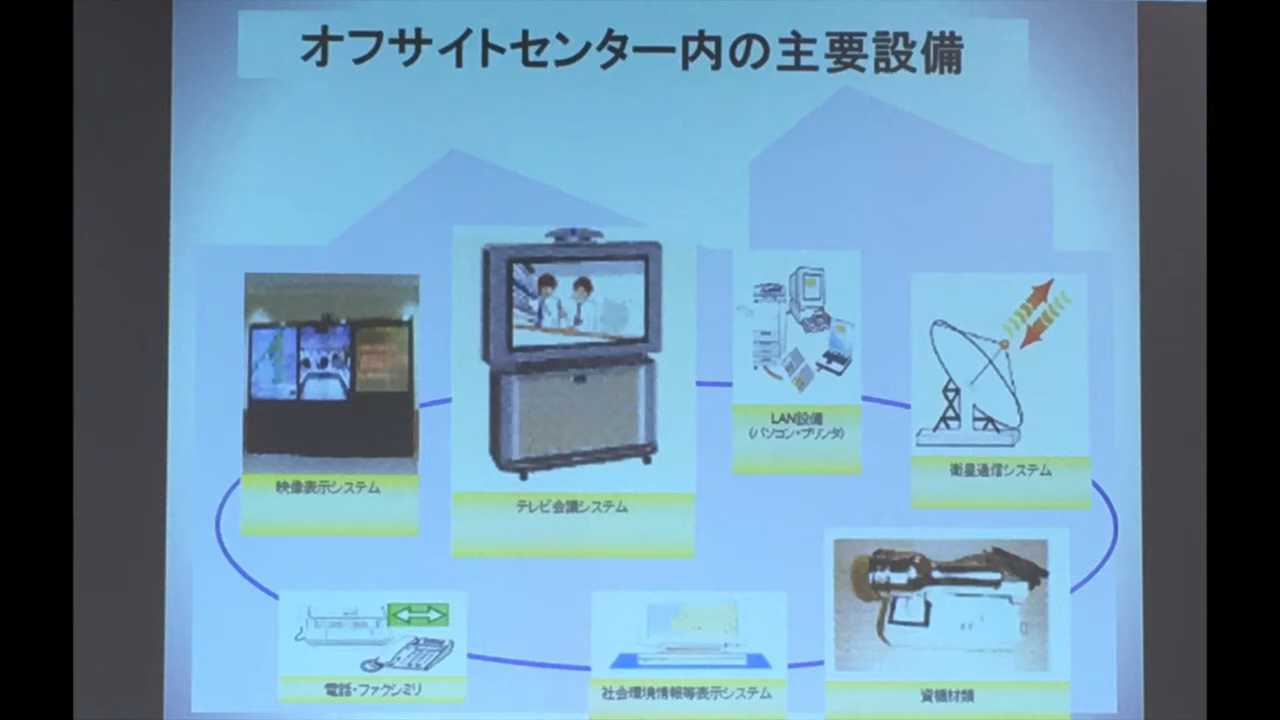 オフサイトセンター内の主要設備
LAN設備
(パソコン・プリンタ)
衛星通信システム
映像表示システム
テレビ会議システム
電話・ファクシミリ
社会環境情報等表示システム
資機材類